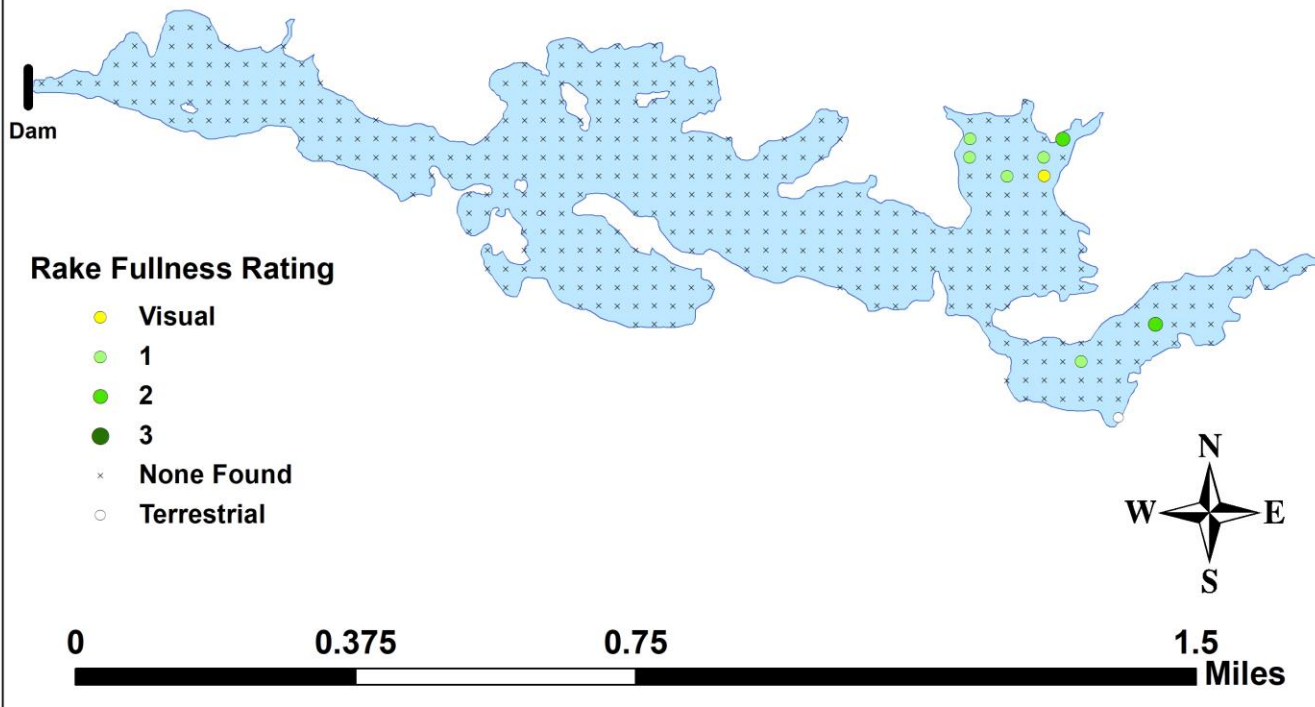 Dam
Rake Fullness Rating
Visual
1
2
3
None Found
Terrestrial
N
W E
S
0 0.375 0.75 1.5
Miles